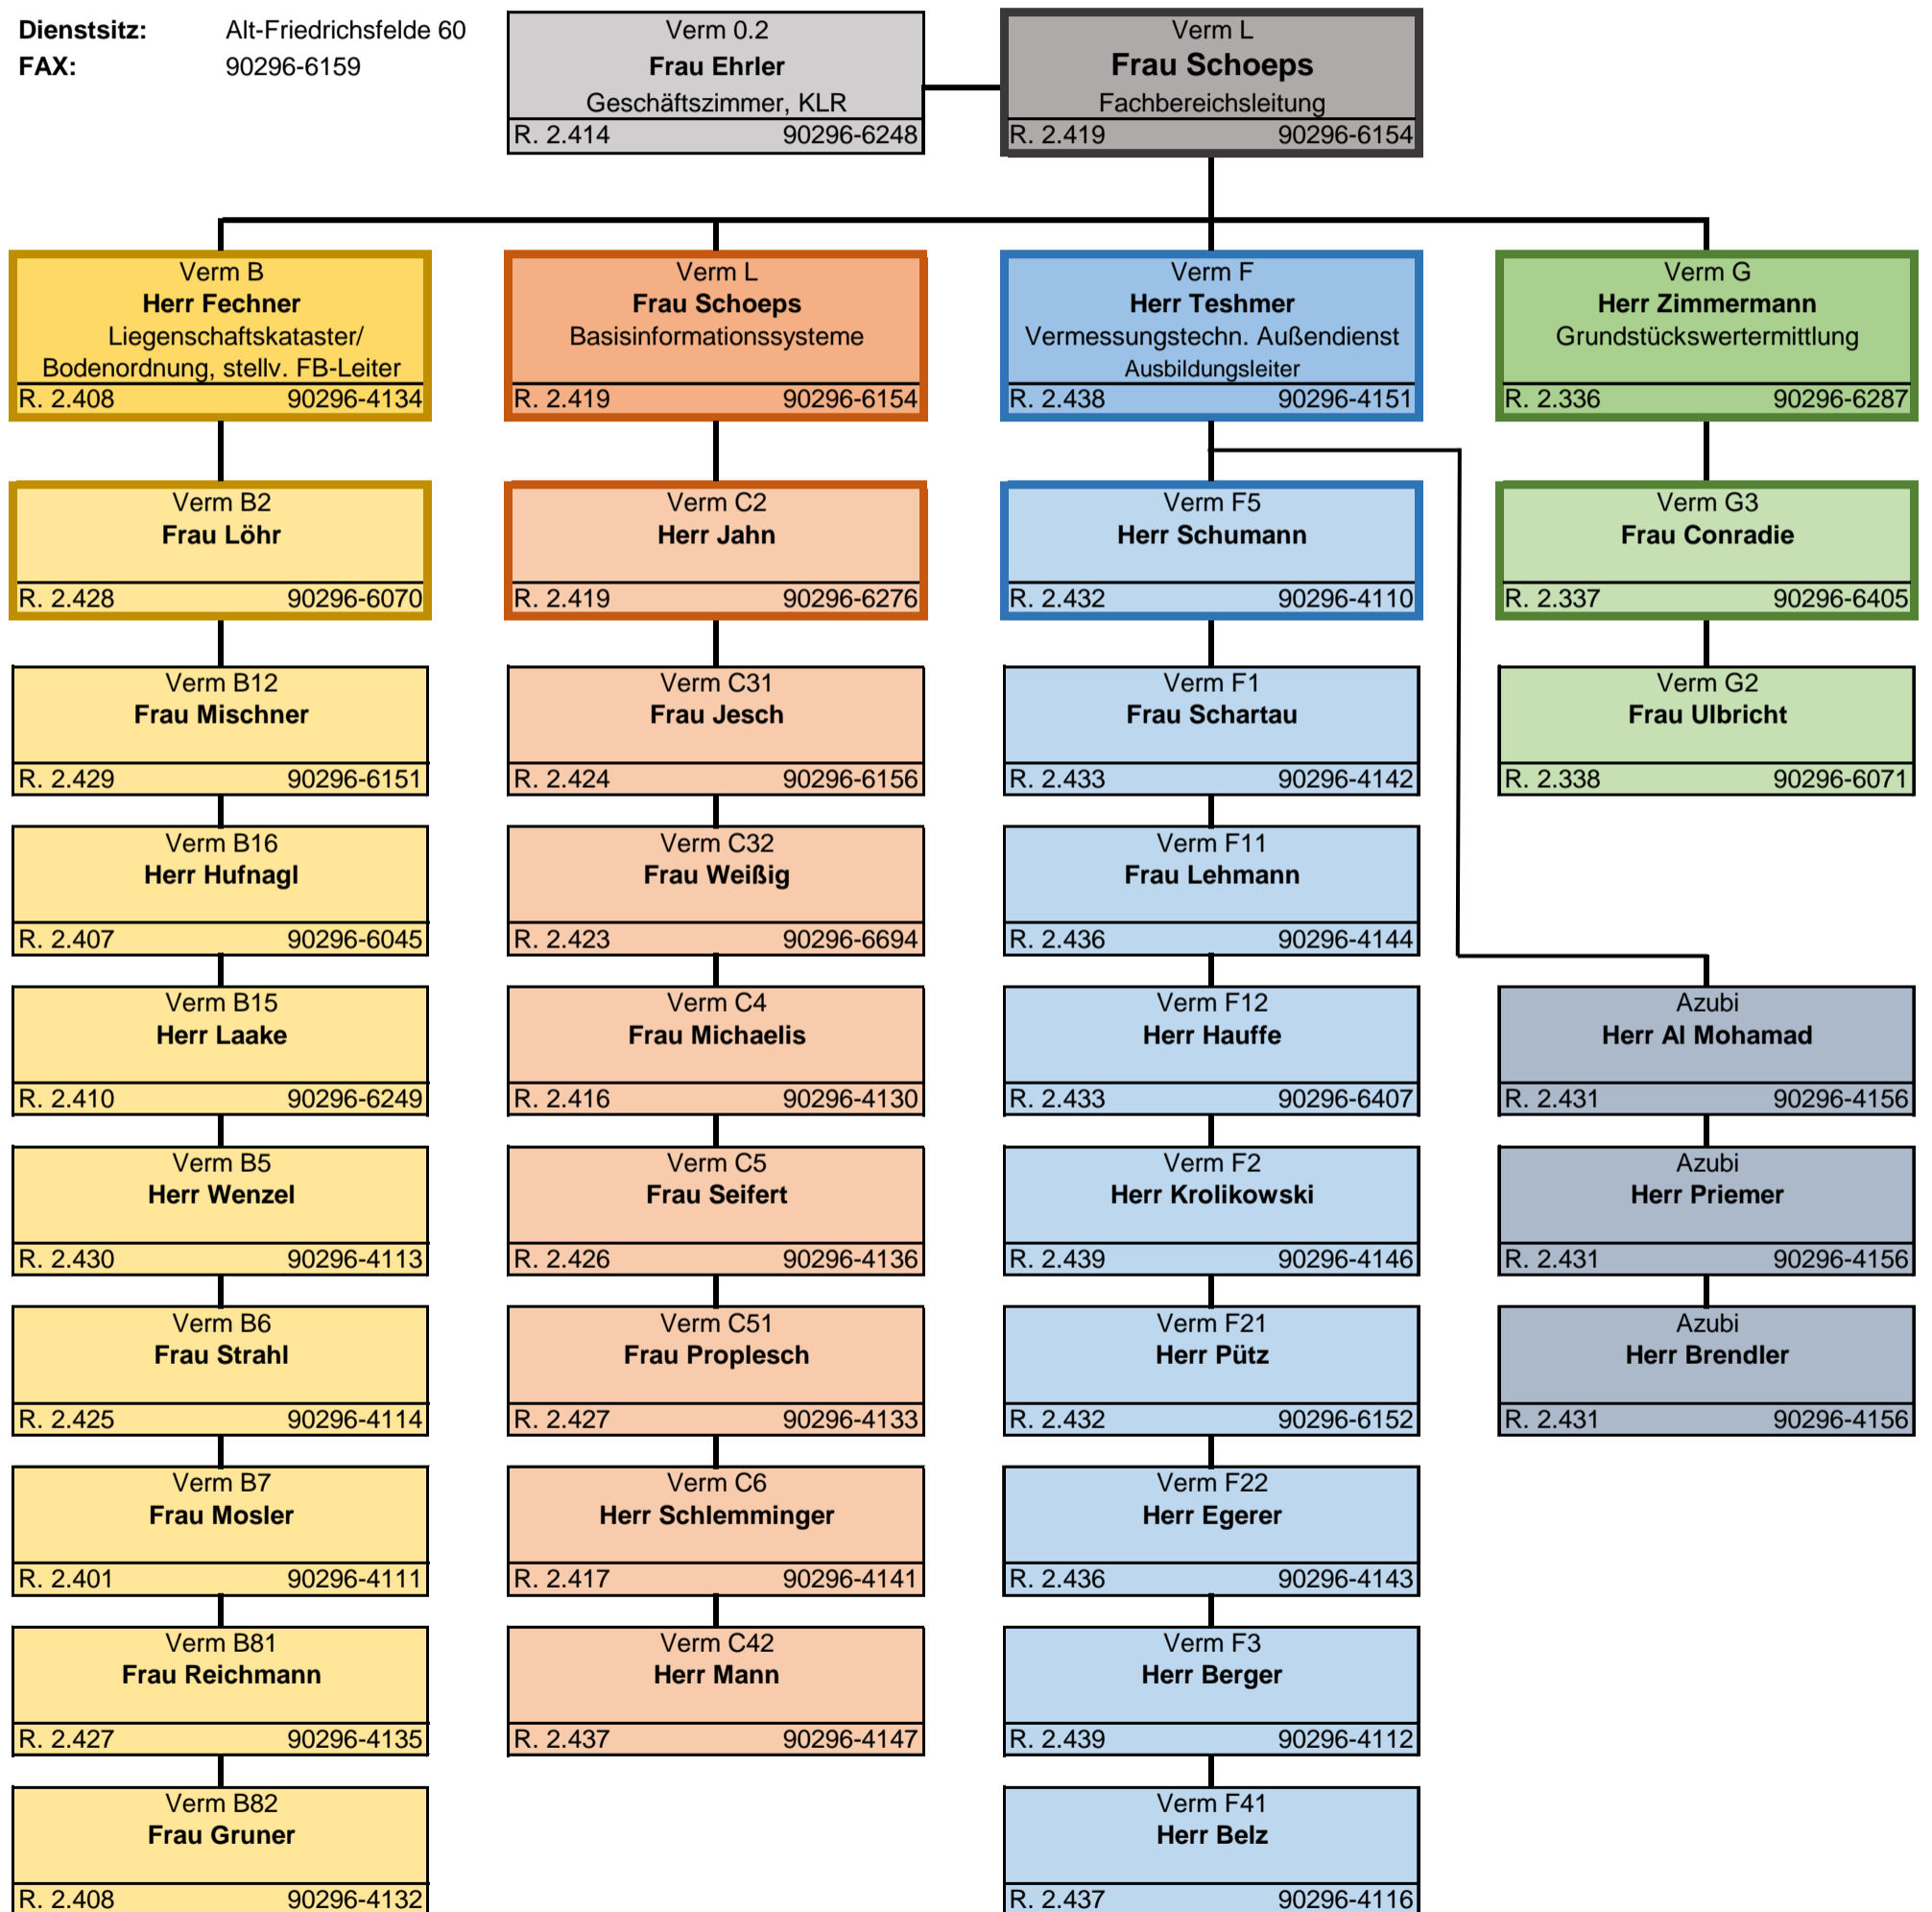 Dienstsitz: Alt-Friedrichsfelde 60
FAX: 90296-6159
Verm 0.2
Frau Ehrler
Geschäftszimmer, KLR
R. 2.414 90296-6248
Verm L
Frau Schoeps
Fachbereichsleitung
R. 2.419 90296-6154
Verm B
Herr Fechner
Liegenschaftskataster/
Bodenordnung, stellv. FB-Leiter
R. 2.408 90296-4134
Verm B2
Frau Löhr
R. 2.428 90296-6070
Verm B12
Frau Mischner
R. 2.429 90296-6151
Verm B16
Herr Hufnagl
R. 2.407 90296-6045
Verm B15
Herr Laake
R. 2.410 90296-6249
Verm B5
Herr Wenzel
R. 2.430 90296-4113
Verm B6
Frau Strahl
R. 2.425 90296-4114
Verm B7
Frau Mosler
R. 2.401 90296-4111
Verm B81
Frau Reichmann
R. 2.427 90296-4135
Verm B82
Frau Gruner
R. 2.408 90296-4132
Verm L
Frau Schoeps
Basisinformationssysteme
R. 2.419 90296-6154
Verm C2
Herr Jahn
R. 2.419 90296-6276
Verm C31
Frau Jesch
R. 2.424 90296-6156
Verm C32
Frau Weißig
R. 2.423 90296-6694
Verm C4
Frau Michaelis
R. 2.416 90296-4130
Verm C5
Frau Seifert
R. 2.426 90296-4136
Verm C51
Frau Proplesch
R. 2.427 90296-4133
Verm C6
Herr Schlemminger
R. 2.417 90296-4141
Verm C42
Herr Mann
R. 2.437 90296-4147
Verm F
Herr Teshmer
Vermessungstechn. Außendienst
Ausbildungsleiter
R. 2.438 90296-4151
Verm F5
Herr Schumann
R. 2.432 90296-4110
Verm F1
Frau Schartau
R. 2.433 90296-4142
Verm F11
Frau Lehmann
R. 2.436 90296-4144
Verm F12
Herr Hauffe
R. 2.433 90296-6407
Verm F2
Herr Krolikowski
R. 2.439 90296-4146
Verm F21
Herr Pütz
R. 2.432 90296-6152
Verm F22
Herr Egerer
R. 2.436 90296-4143
Verm F3
Herr Berger
R. 2.439 90296-4112
Verm F41
Herr Belz
R. 2.437 90296-4116
Verm G
Herr Zimmermann
Grundstückswertermittlung
R. 2.336 90296-6287
Verm G3
Frau Conradie
R. 2.337 90296-6405
Verm G2
Frau Ulbricht
R. 2.338 90296-6071
Azubi
Herr Al Mohamad
R. 2.431 90296-4156
Azubi
Herr Priemer
R. 2.431 90296-4156
Azubi
Herr Brendler
R. 2.431 90296-4156